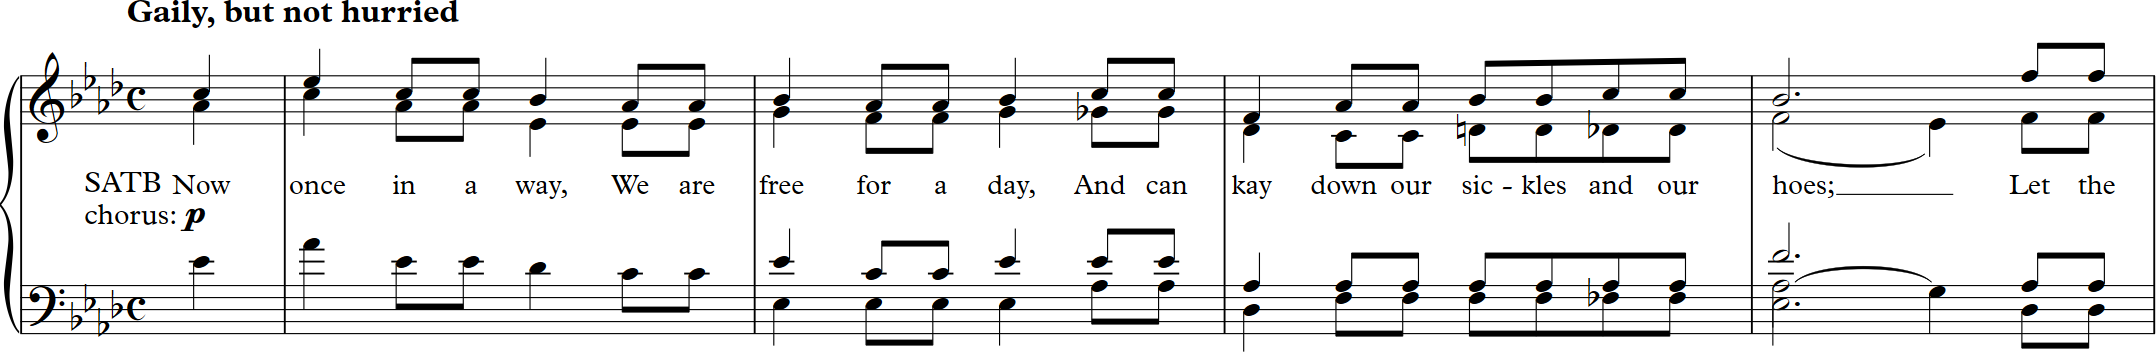 Gaily, but not hurried
SATB Now once in a way, We are free for a day, And can kay down our sic - kles and our hoes; Let the
chorus: p